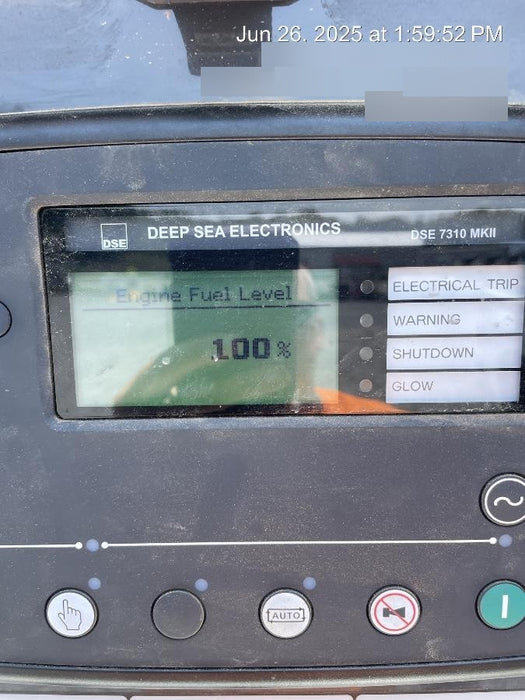 Jun 26, 2025 at 1:59:52 PM
DSE
DEEP SEA ELECTRONICS
DSE 7310 MKII
Engine Fuel Level
100 %
ELECTRICAL TRIP
WARNING
SHUTDOWN
GLOW
AUTO
I